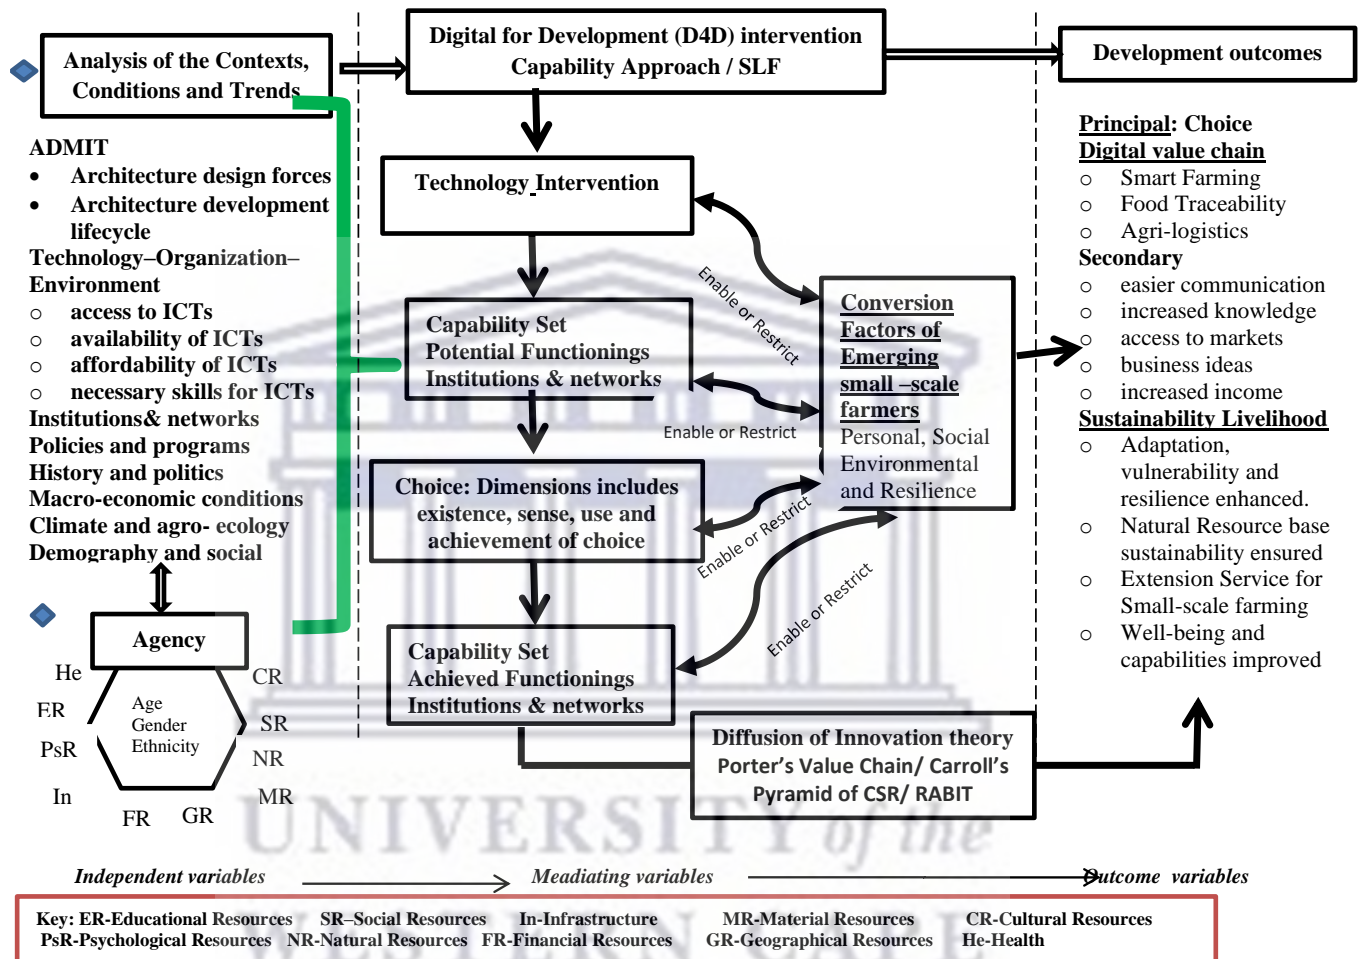 Analysis of the Contexts,
Conditions and Trends
ADMIT
• Architecture design forces
• Architecture development
lifecycle
Technology–Organization–
Environment
o access to ICTs
o availability of ICTs
o affordability of ICTs
o necessary skills for ICTs
Institutions& networks
Policies and programs
History and politics
Macro-economic conditions
Climate and agro- ecology
Demography and social
Agency
He
ER
PsR
In
FR
GR
MR
NR
SR
CR
Age
Gender
Ethnicity
Digital for Development (D4D) intervention
Capability Approach / SLF
Technology Intervention
Capability Set
Potential Functionings
Institutions & networks
Choice: Dimensions includes
existence, sense, use and
achievement of choice
Capability Set
Achieved Functionings
Institutions & networks
Enable or Restrict
Enable or Restrict
Enable or Restrict
Enable or Restrict
Conversion
Factors of
Emerging
small –scale
farmers
Personal, Social
Environmental
and Resilience
Diffusion of Innovation theory
Porter's Value Chain/ Carroll's
Pyramid of CSR/ RABIT
Development outcomes
Principal: Choice
Digital value chain
o Smart Farming
o Food Traceability
o Agri-logistics
Secondary
o easier communication
o increased knowledge
o access to markets
o business ideas
o increased income
Sustainability Livelihood
o Adaptation,
vulnerability and
resilience enhanced.
o Natural Resource base
sustainability ensured
o Extension Service for
Small-scale farming
o Well-being and
capabilities improved
UNIVERSITY of the
Independent variables
Meadiating variables
Outcome variables
WESTERN CAPE
Key: ER-Educational Resources SR–Social Resources In-Infrastructure MR-Material Resources CR-Cultural Resources
PsR-Psychological Resources NR-Natural Resources FR-Financial Resources GR-Geographical Resources He-Health